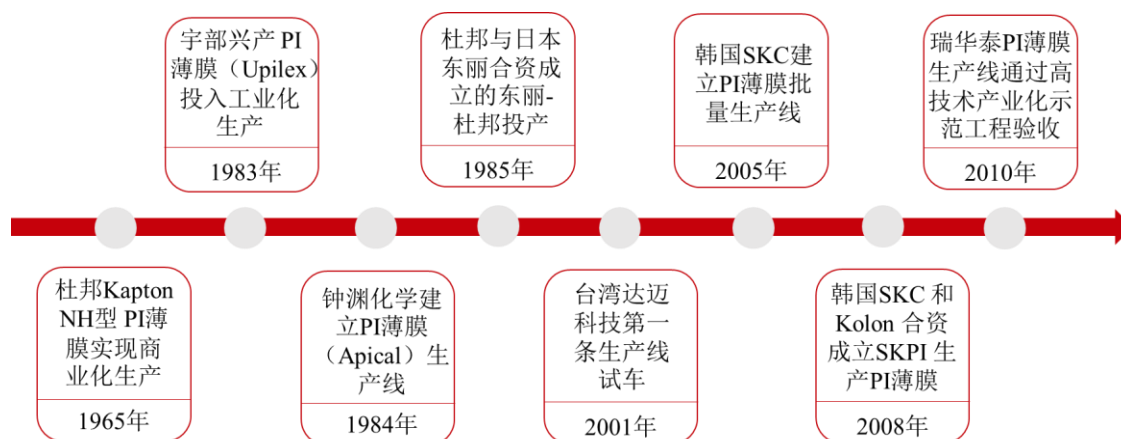 宇部兴产 PI
薄膜（Upilex）
投入工业化
生产
1983年
杜邦与日本
东丽合资成
立的东丽-
杜邦投产
1985年
韩国SKC建
立PI薄膜批
量生产线
2005年
瑞华泰PI薄膜
生产线通过高
技术产业化示
范工程验收
2010年
杜邦Kapton
NH型 PI薄
膜实现商
业化生产
1965年
钟渊化学建
立PI薄膜
（Apical）生
产线
1984年
台湾达迈
科技第一
条生产线
试车
2001年
韩国SKC 和
Kolon 合资
成立SKPI 生
产PI薄膜
2008年